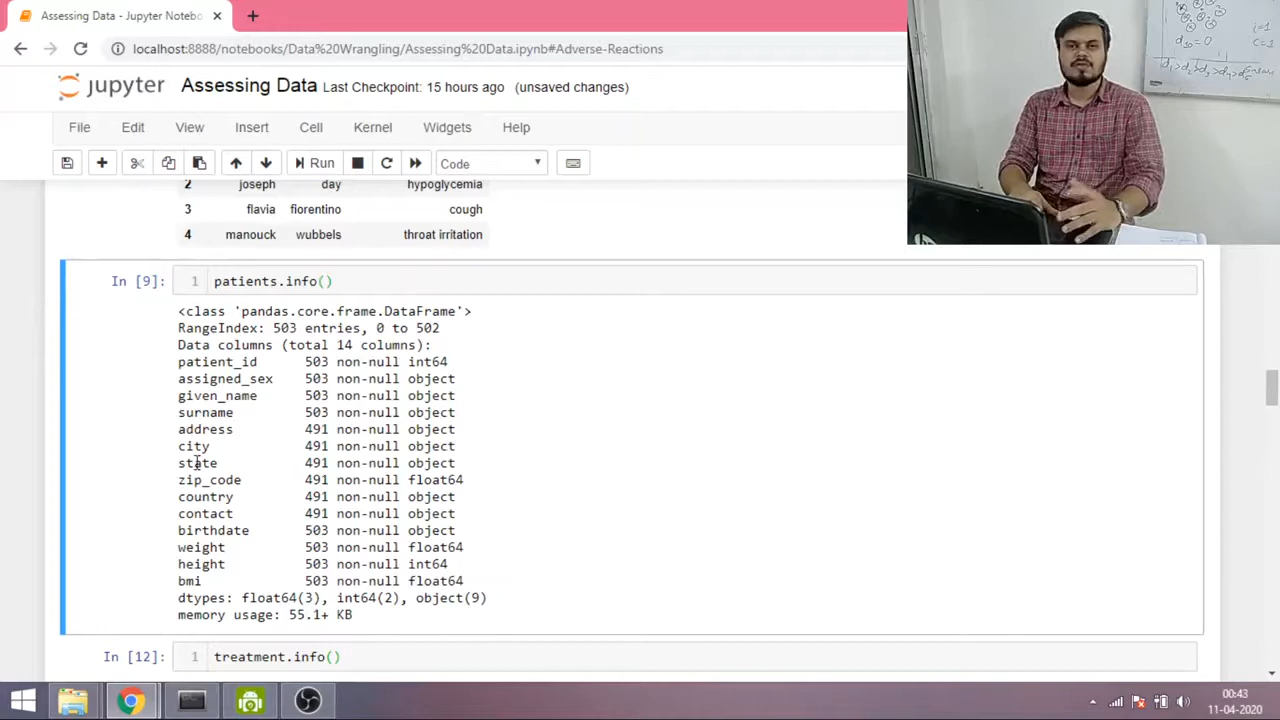 Assessing Data - Jupyter Notebo
localhost:8888/notebooks/Data%20Wrangling/Assessing%20Data.ipynb#Adverse-Reactions
jupyter Assessing Data Last Checkpoint: 15 hours ago (unsaved changes)
File Edit View Insert Cell Kernel Widgets Help
Run Code
2 joseph day hypoglycemia
3 flavia fiorentino cough
4 manouck wubbels throat irritation
In [9]: 1 patients.info()
<class 'pandas.core.frame.DataFrame'>
RangeIndex: 503 entries, 0 to 502
Data columns (total 14 columns):
patient_id 503 non-null int64
assigned_sex 503 non-null object
given_name 503 non-null object
surname 503 non-null object
address 491 non-null object
city 491 non-null object
state 491 non-null object
zip_code 491 non-null float64
country 491 non-null object
contact 491 non-null object
birthdate 503 non-null object
weight 503 non-null float64
height 503 non-null int64
bmi 503 non-null float64
dtypes: float64(3), int64(2), object(9)
memory usage: 55.1+ KB
In [12]: 1 treatment.info()
00:43
11-04-2020